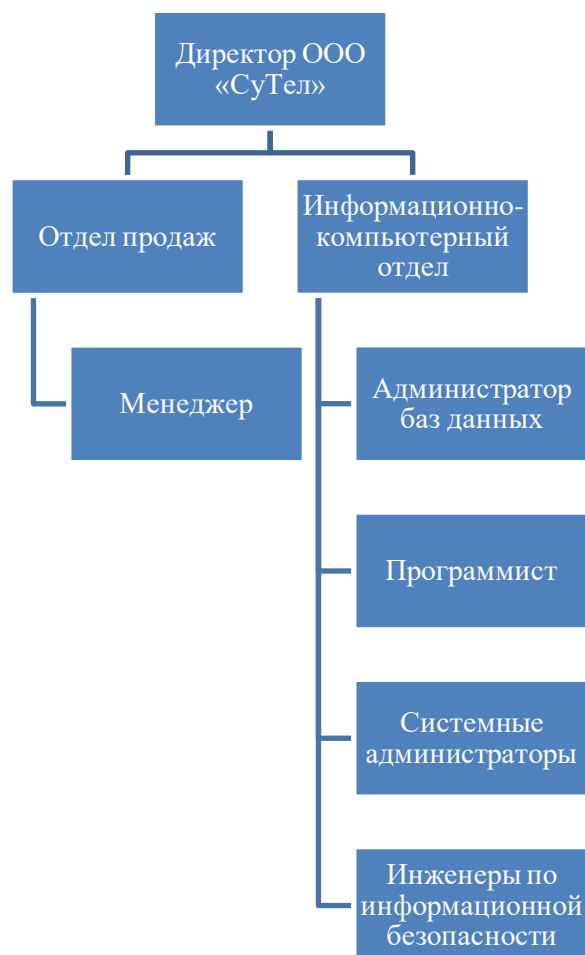 Директор ООО
«СуТел»
Отдел продаж
Информационно-
компьютерный
отдел
Менеджер
Администратор
баз данных
Программист
Системные
администраторы
Инженеры по
информационной
безопасности